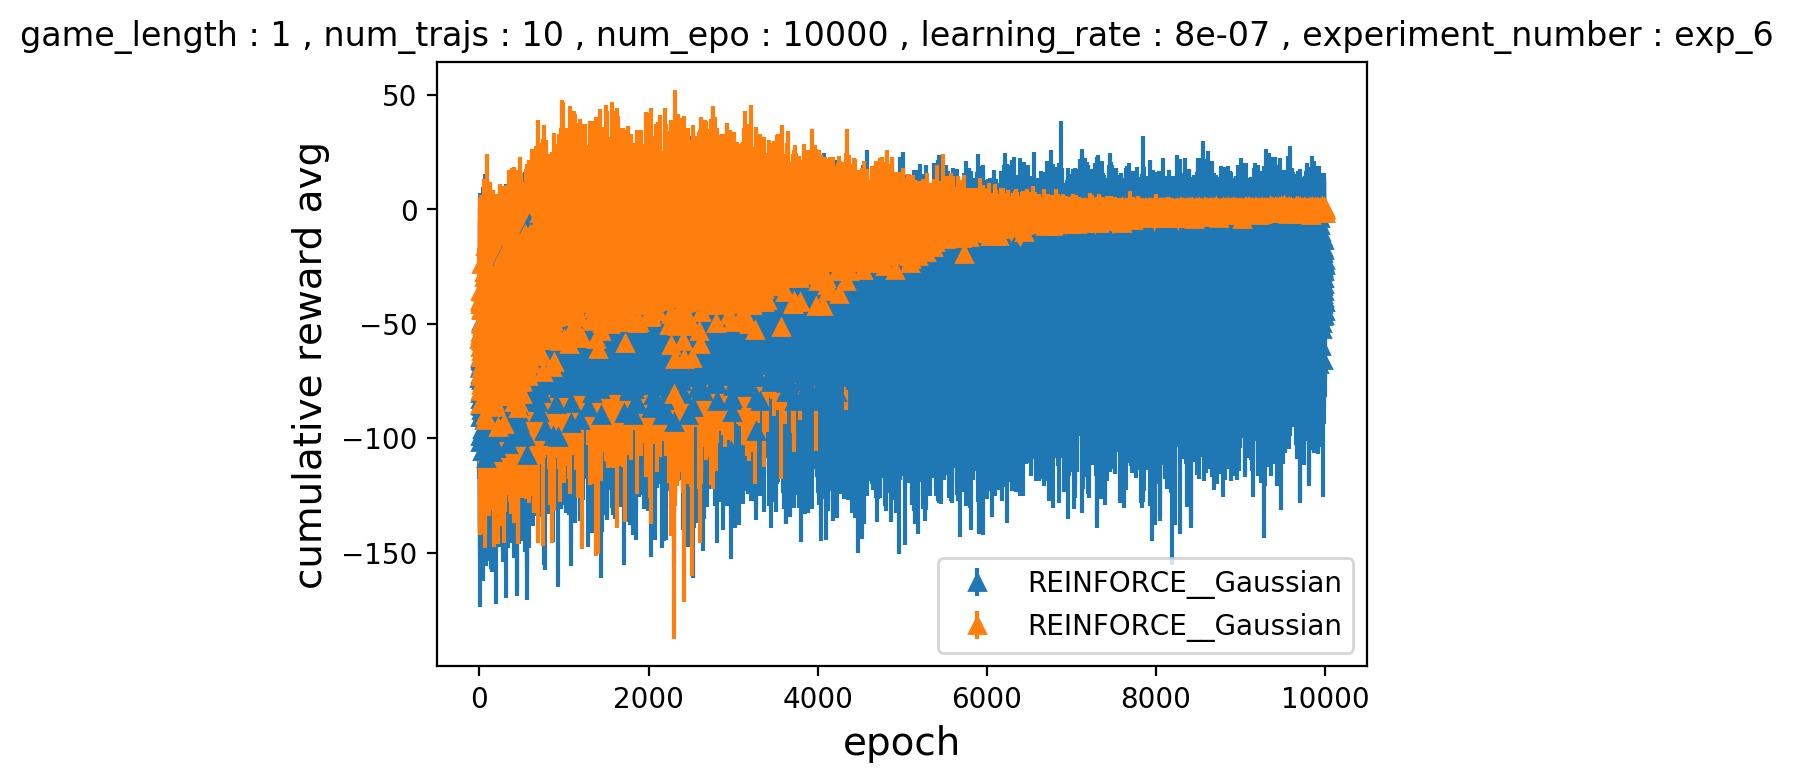 game_length : 1 , num_trajs : 10 , num_epo : 10000 , learning_rate : 8e-07 , experiment_number : exp_6
cumulative reward avg
50
0
−50
−100
−150
REINFORCE__Gaussian
REINFORCE__Gaussian
0
2000
4000
6000
8000
10000
epoch